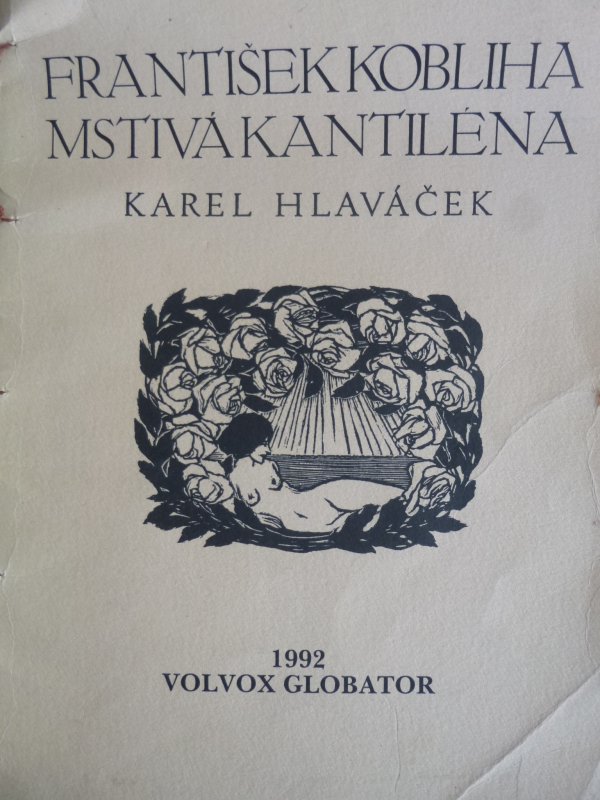 FRANTIŠEK KOBLIHA
MSTIVÁ KANTILÉNA
KAREL HLAVÁČEK
1992
VOLVOX GLOBATOR